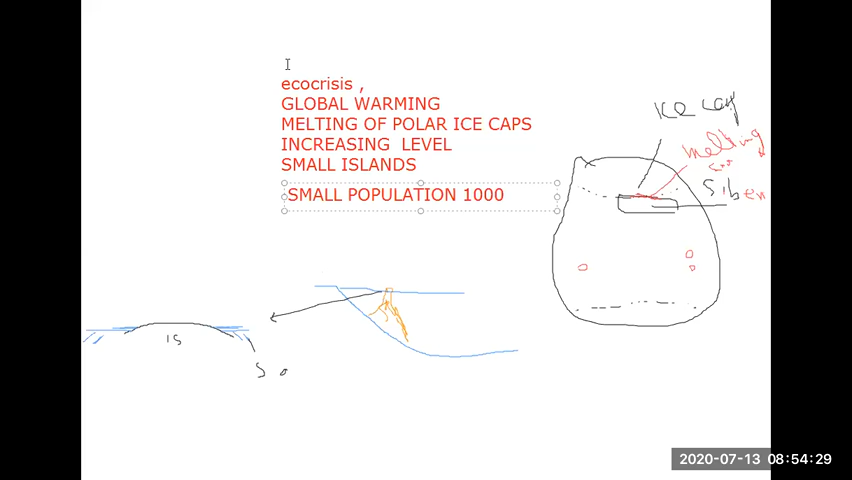 ecocrisis ,
GLOBAL WARMING
MELTING OF POLAR ICE CAPS
INCREASING LEVEL
SMALL ISLANDS
SMALL POPULATION 1000
Ice cap
melting
Sib
IS
S
2020-07-13 08:54:29